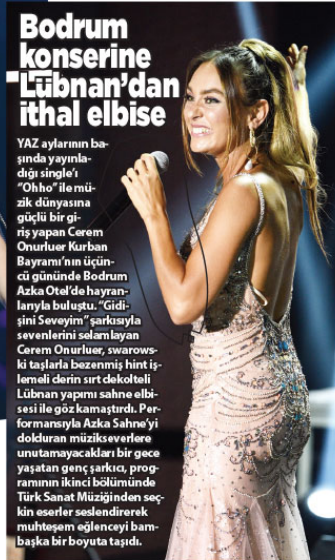 Bodrum
konserine
Lübnan'dan
ithal elbise
YAZ aylarının ba-
şında yayınla-
dığı single'ı
"Ohho" ile mü-
zik dünyasına
güçlü bir gi-
riş yapan Cerem
Onurluer Kurban
Bayramı'nın üçün-
cü gününde Bodrum
Azka Otel'de hayran-
larıyla buluştu. "Gidi-
şini Seveyim" şarkısıyla
sevenlerini selamlayan
Cerem Onurluer, swarows-
ki taşlarla bezenmiş hint iş-
lemeli derin sırt dekolteli
Lübnan yapımı sahne elbi-
sesi ile göz kamaştırdı. Per-
formansıyla Azka Sahne'yi
dolduran müzikseverlere
unutamayacakları bir gece
yaşatan genç şarkıcı, prog-
ramının ikinci bölümünde
Türk Sanat Müziğinden seç-
kin eserler seslendirerek
muhteşem eğlenceyi bam-
başka bir boyuta taşıdı.